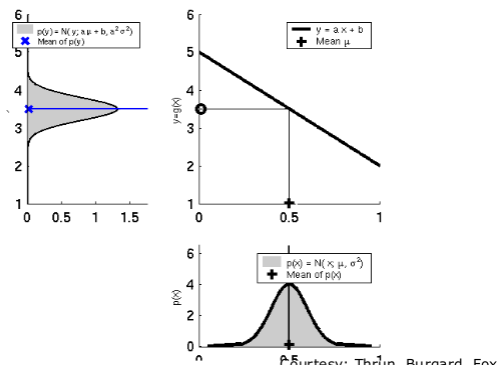 6
5
4
3
2
1
0 0.5 1 1.5
p(y) = N( y; a μ + b, a² σ²)
Mean of p(y)
6
5
4
3
2
1
0 0.5 1
y=g(x)
y = a x + b
Mean μ
6
4
2
0
p(x)
p(x) = N( x; μ, σ²)
Mean of p(x)
Courtesy: Thrun, Burgard, Fox